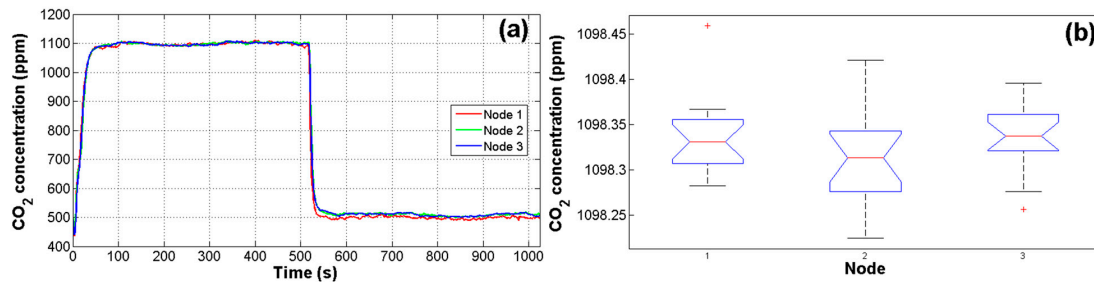 (a)
CO2 concentration (ppm)
1200
1100
1000
900
800
700
600
500
400
0 100 200 300 400 500 600 700 800 900 1000
Time (s)
Node 1
Node 2
Node 3
(b)
CO2 concentration (ppm)
1098.45
1098.4
1098.35
1098.3
1098.25
1 2 3
Node